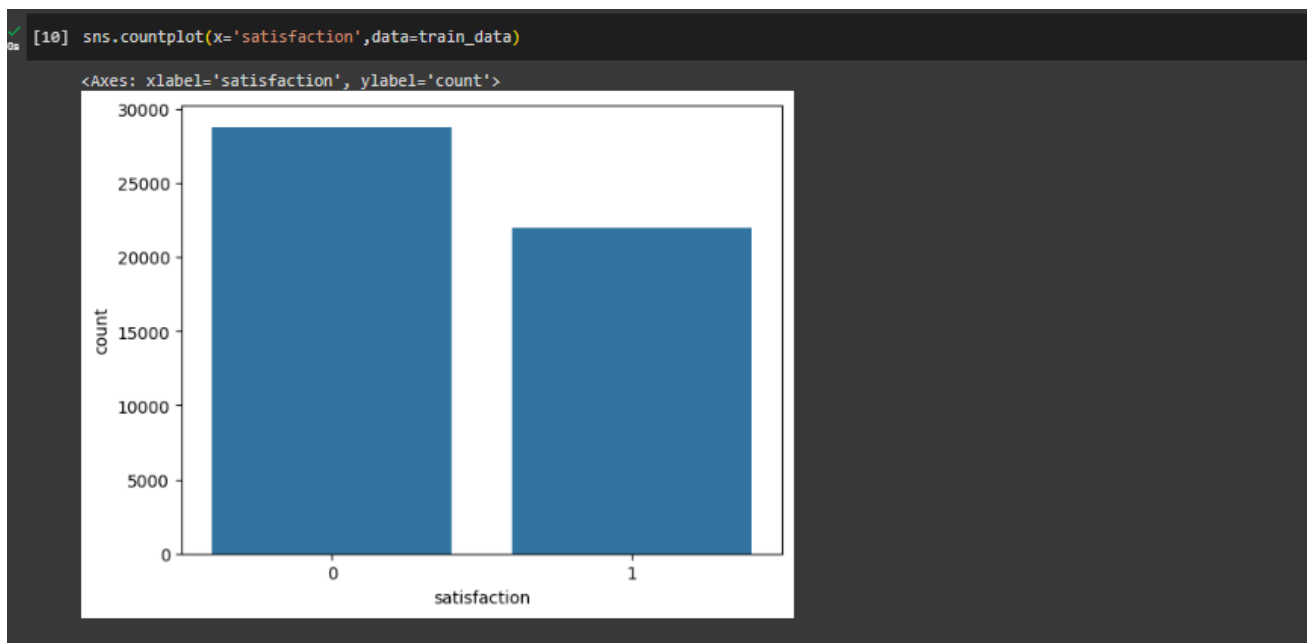 [10] sns.countplot(x='satisfaction',data=train_data)
0s
<Axes: xlabel='satisfaction', ylabel='count'>
30000
25000
20000
15000
10000
5000
0
count
0 1
satisfaction